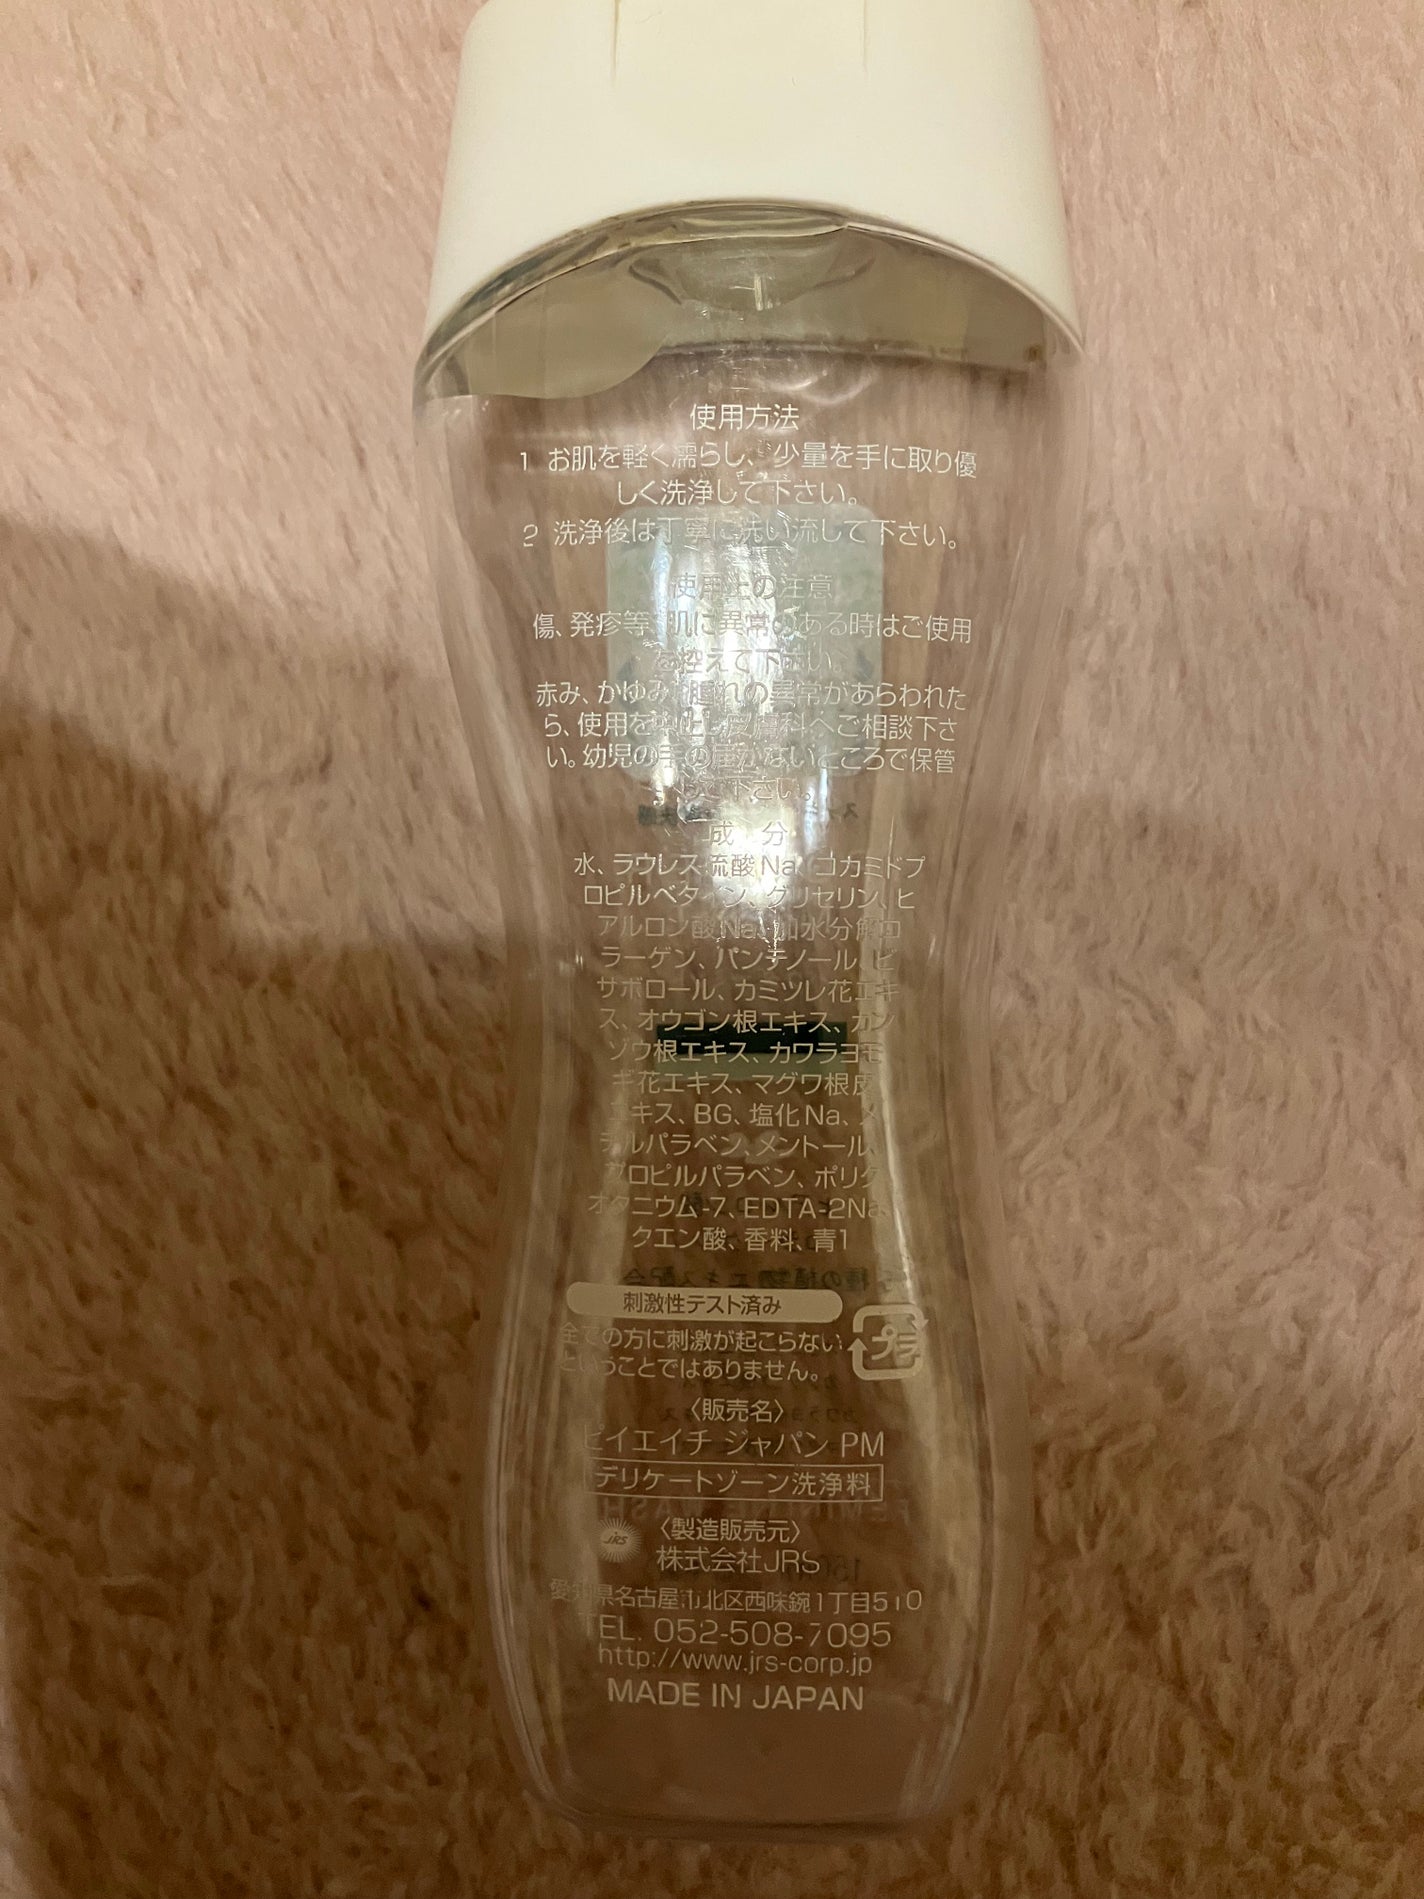 使用方法
1 お肌を軽く濡らし、少量を手に取り優
しく洗浄して下さい。
2 洗浄後は丁寧に洗い流して下さい。
使用上の注意
傷、発疹等、肌に異常のある時はご使用
を控えて下さい。
赤み、かゆみ、腫れの異常があらわれた
ら、使用を中止し皮膚科へご相談下さ
い。幼児の手の届かないところで保管
して下さい。
成 分
水、ラウレス硫酸Na、コカミドプ
ロピルベタイン、グリセリン、ヒ
アルロン酸Na、加水分解コ
ラーゲン、パンテノール、ビ
サボロール、カミツレ花エキ
ス、オウゴン根エキス、カン
ゾウ根エキス、カワラヨモ
ギ花エキス、マグワ根皮
エキス、BG、塩化Na、メ
チルパラベン、メントール、
プロピルパラベン、ポリク
オタニウム-7、EDTA-2Na、
クエン酸、香料、青1
5種の植物エキス配合
刺激性テスト済み
全ての方に刺激が起こらない
ということではありません。
プラ
〈販売名〉
ピイエイチ ジャパン PM
デリケートゾーン洗浄料
FEMININE WASH
JRS
〈製造販売元〉
株式会社JRS
愛知県名古屋市北区西味鋺1丁目510
TEL. 052-508-7095
http://www.jrs-corp.jp
MADE IN JAPAN